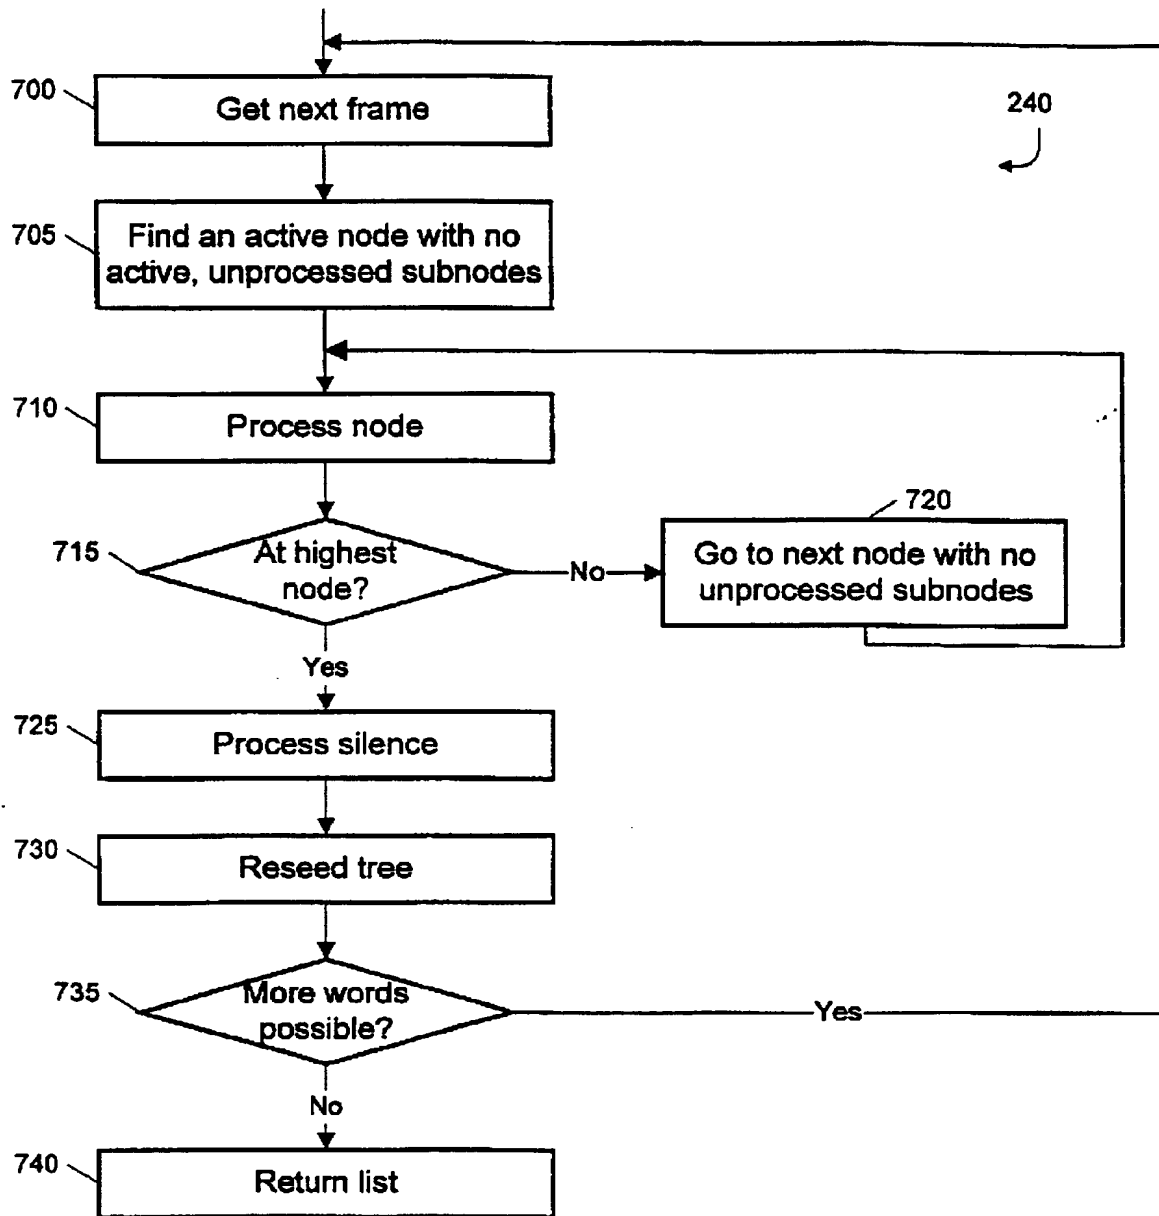 700
Get next frame
240
705
Find an active node with no
active, unprocessed subnodes
710
Process node
720
715
At highest
node?
No
Go to next node with no
unprocessed subnodes
Yes
725
Process silence
730
Reseed tree
735
More words
possible?
Yes
No
740
Return list